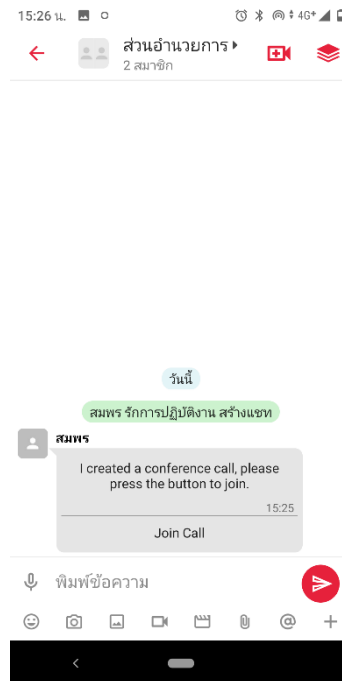 15:26 น. 4G+
ส่วนอำนวยการ
2 สมาชิก
วันนี้
สมพร รักการปฏิบัติงาน สร้างแชท
สมพร
I created a conference call, please
press the button to join.
15:25
Join Call
พิมพ์ข้อความ